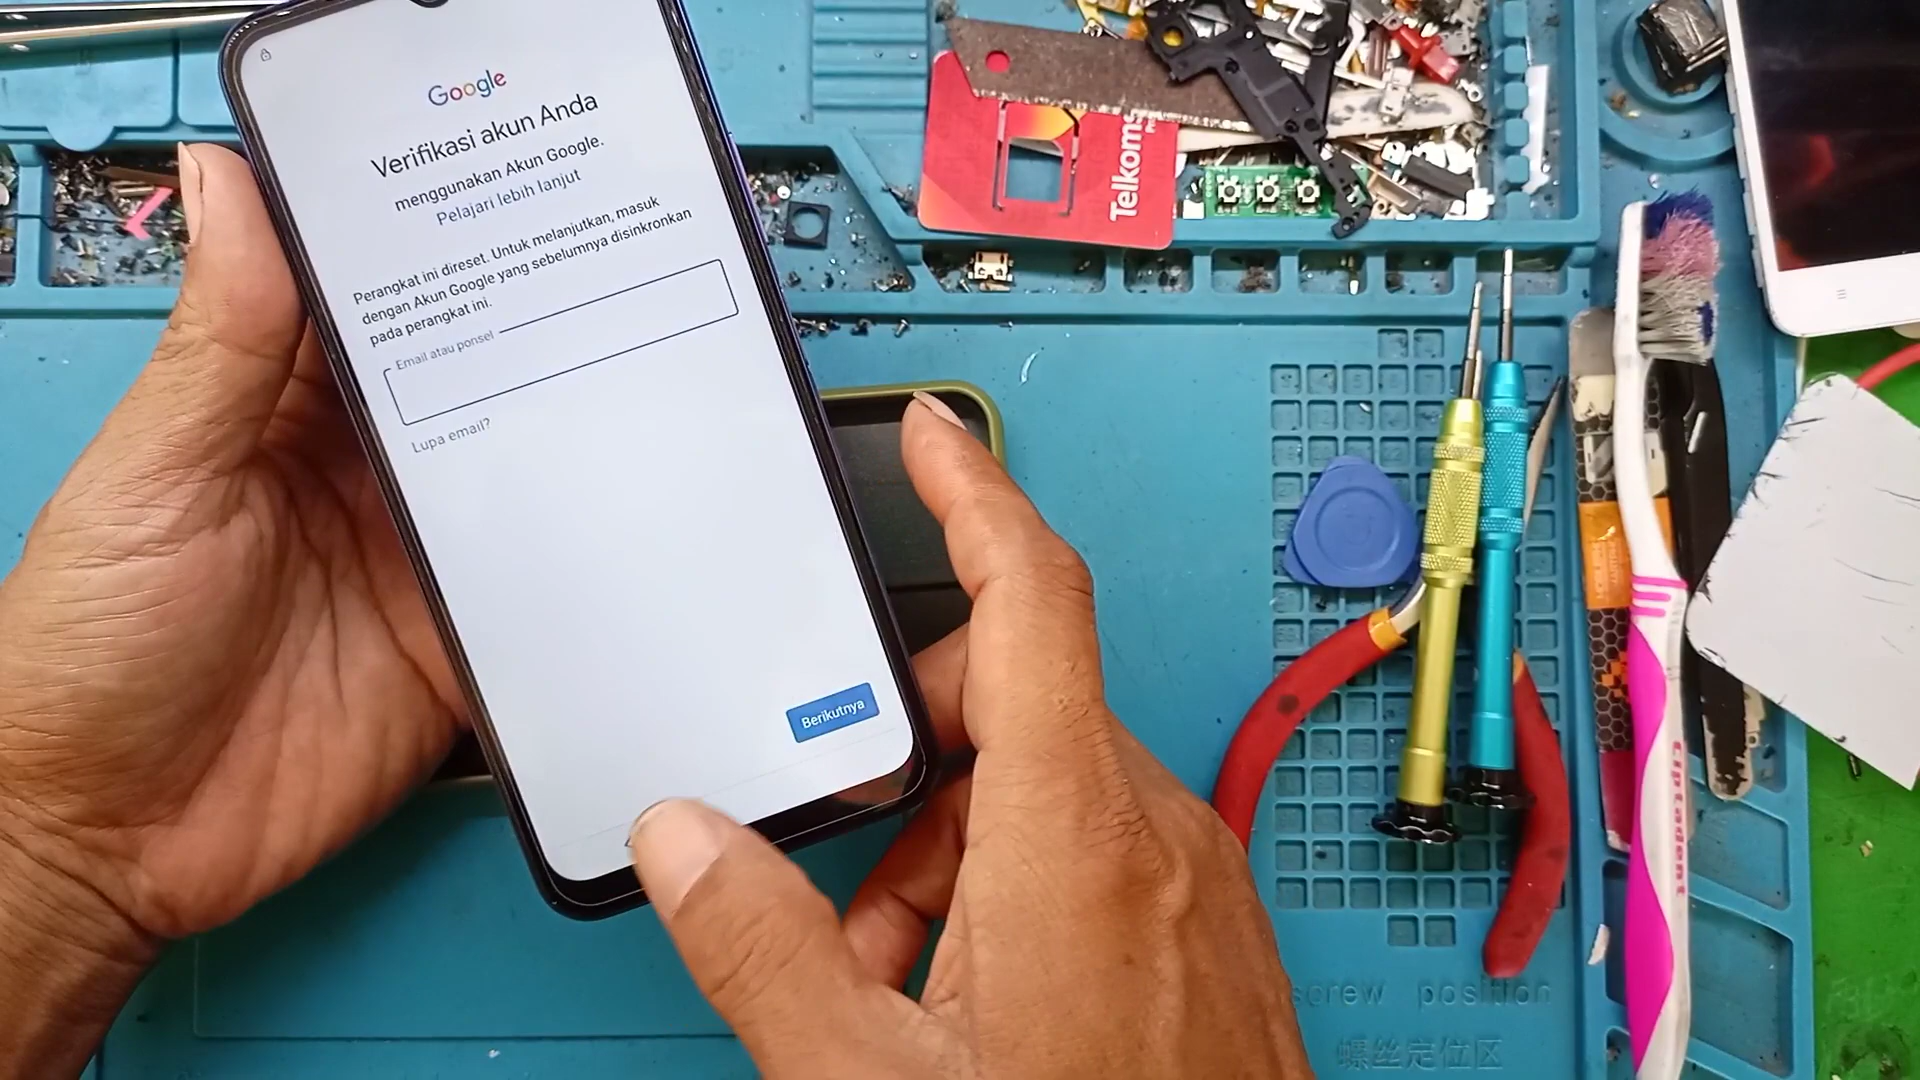 Google
Verifikasi akun Anda
menggunakan Akun Google.
Pelajari lebih lanjut
Perangkat ini direset. Untuk melanjutkan, masuk
dengan Akun Google yang sebelumnya disinkronkan
pada perangkat ini.
Email atau ponsel
Lupa email?
Berikutnya
Telkoms
Ciptadent
screw position
螺丝定位区